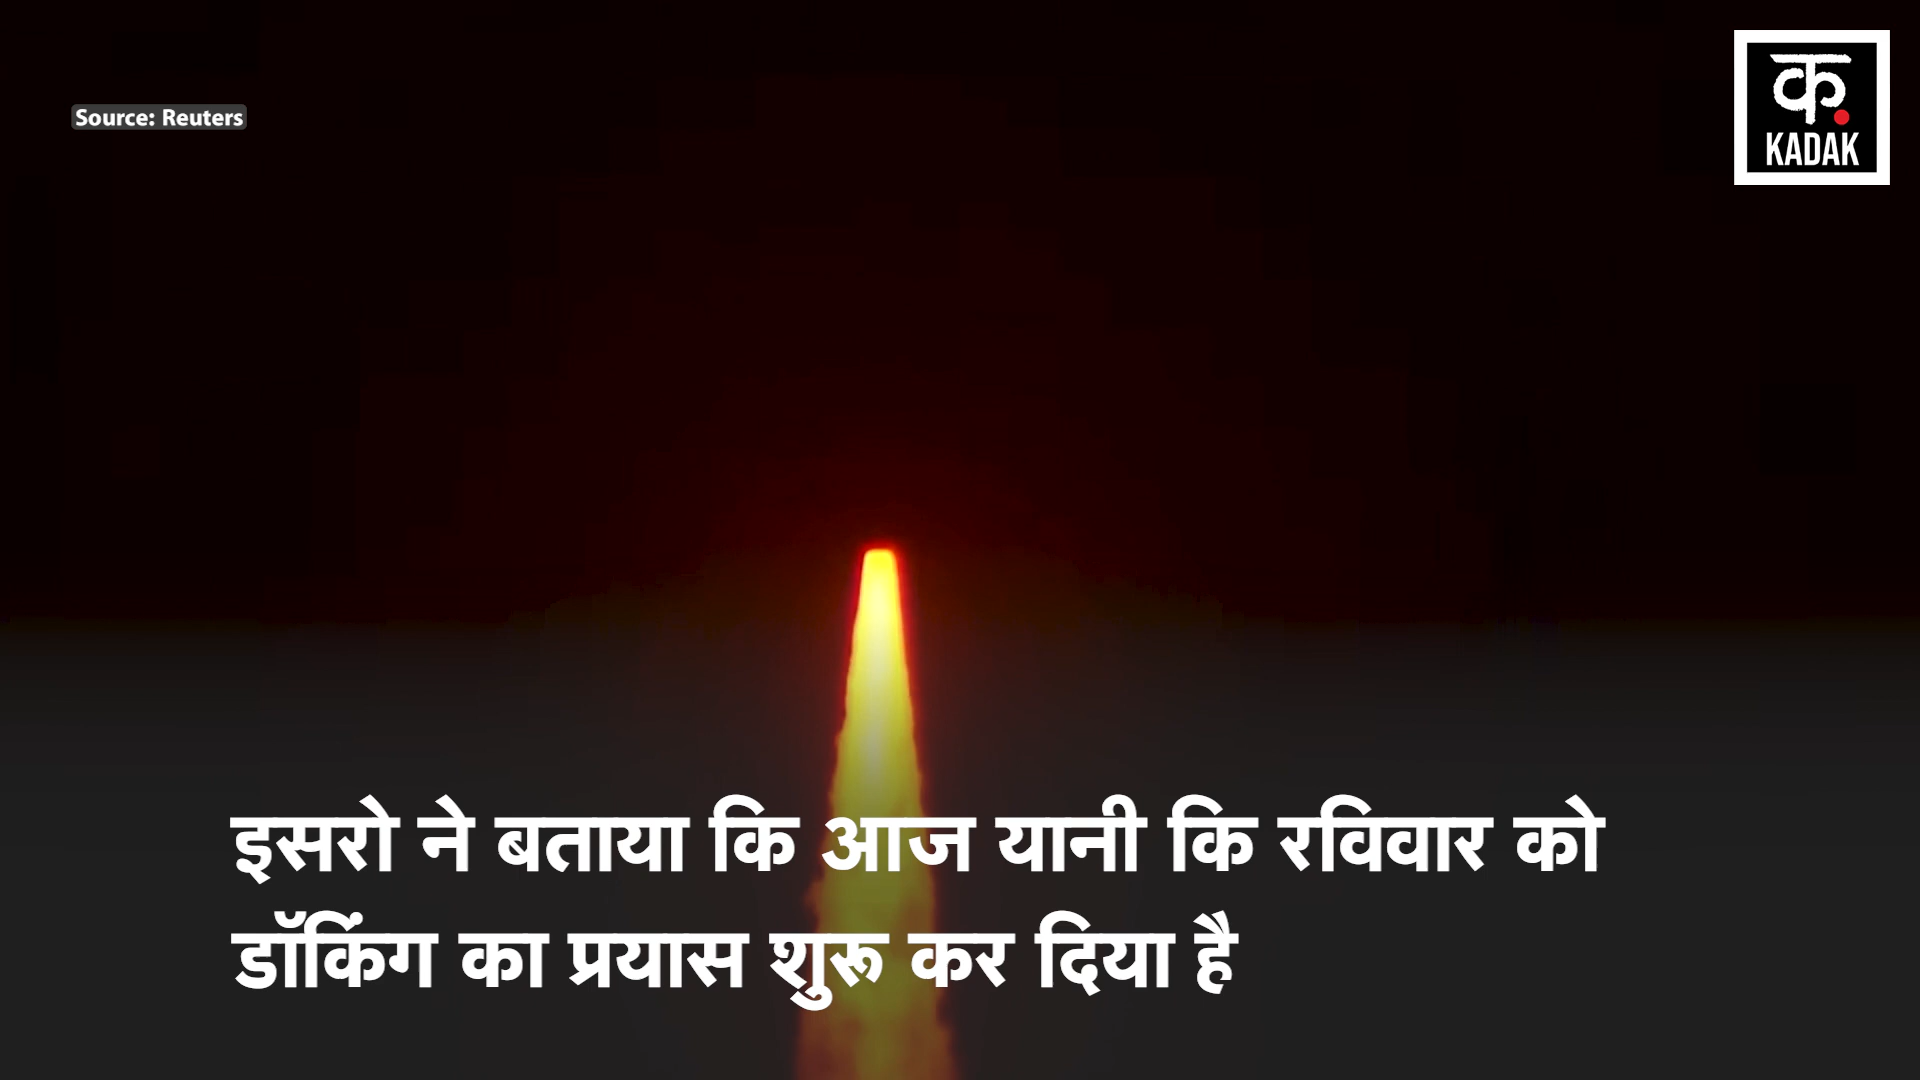 Source: Reuters
क
KADAK
इसरो ने बताया कि आज यानी कि रविवार को
डॉकिंग का प्रयास शुरू कर दिया है